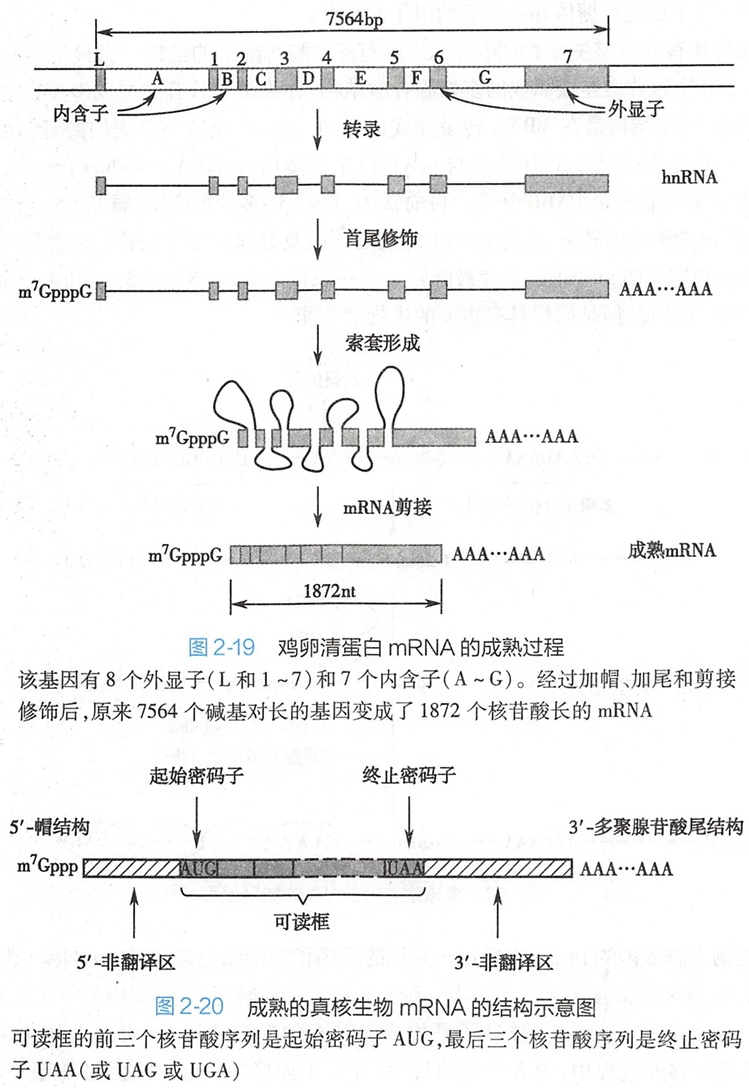 7564bp
L 1 2 3 4 5 6 7
A B C D E F G
内含子 外显子
转录
hnRNA
首尾修饰
m⁷GpppG AAA…AAA
索套形成
m⁷GpppG AAA…AAA
mRNA剪接
m⁷GpppG AAA…AAA 成熟mRNA
1872nt
图 2-19 鸡卵清蛋白 mRNA 的成熟过程
该基因有 8 个外显子(L 和 1 ~ 7)和 7 个内含子(A ~ G)。经过加帽、加尾和剪接
修饰后,原来 7564 个碱基对长的基因变成了 1872 个核苷酸长的 mRNA
起始密码子 终止密码子
5′-帽结构 3′-多聚腺苷酸尾结构
m⁷Gppp AUG UAA AAA…AAA
可读框
5′-非翻译区 3′-非翻译区
图 2-20 成熟的真核生物 mRNA 的结构示意图
可读框的前三个核苷酸序列是起始密码子 AUG,最后三个核苷酸序列是终止密码
子 UAA(或 UAG 或 UGA)